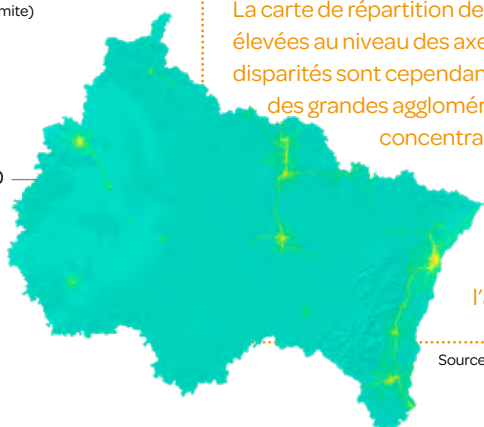 mite)
La carte de répartition de
élevées au niveau des axe
disparités sont cependan
des grandes agglomér
concentra
l'
Source